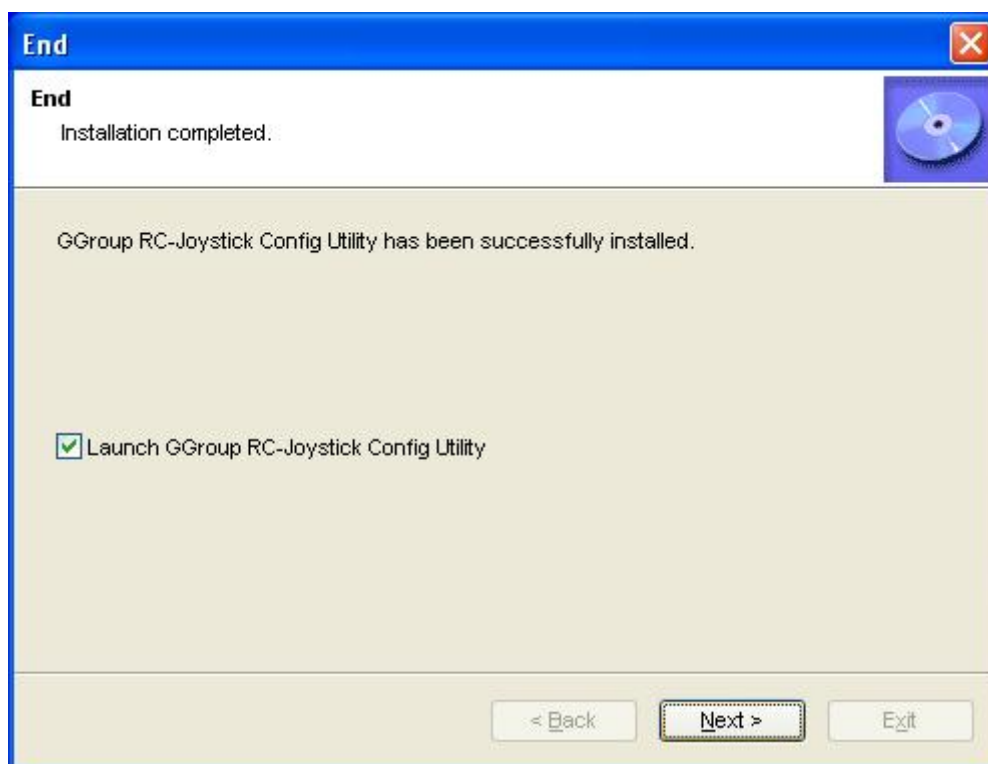 End
End
Installation completed.
GGroup RC-Joystick Config Utility has been successfully installed.
Launch GGroup RC-Joystick Config Utility
< Back Next > Exit